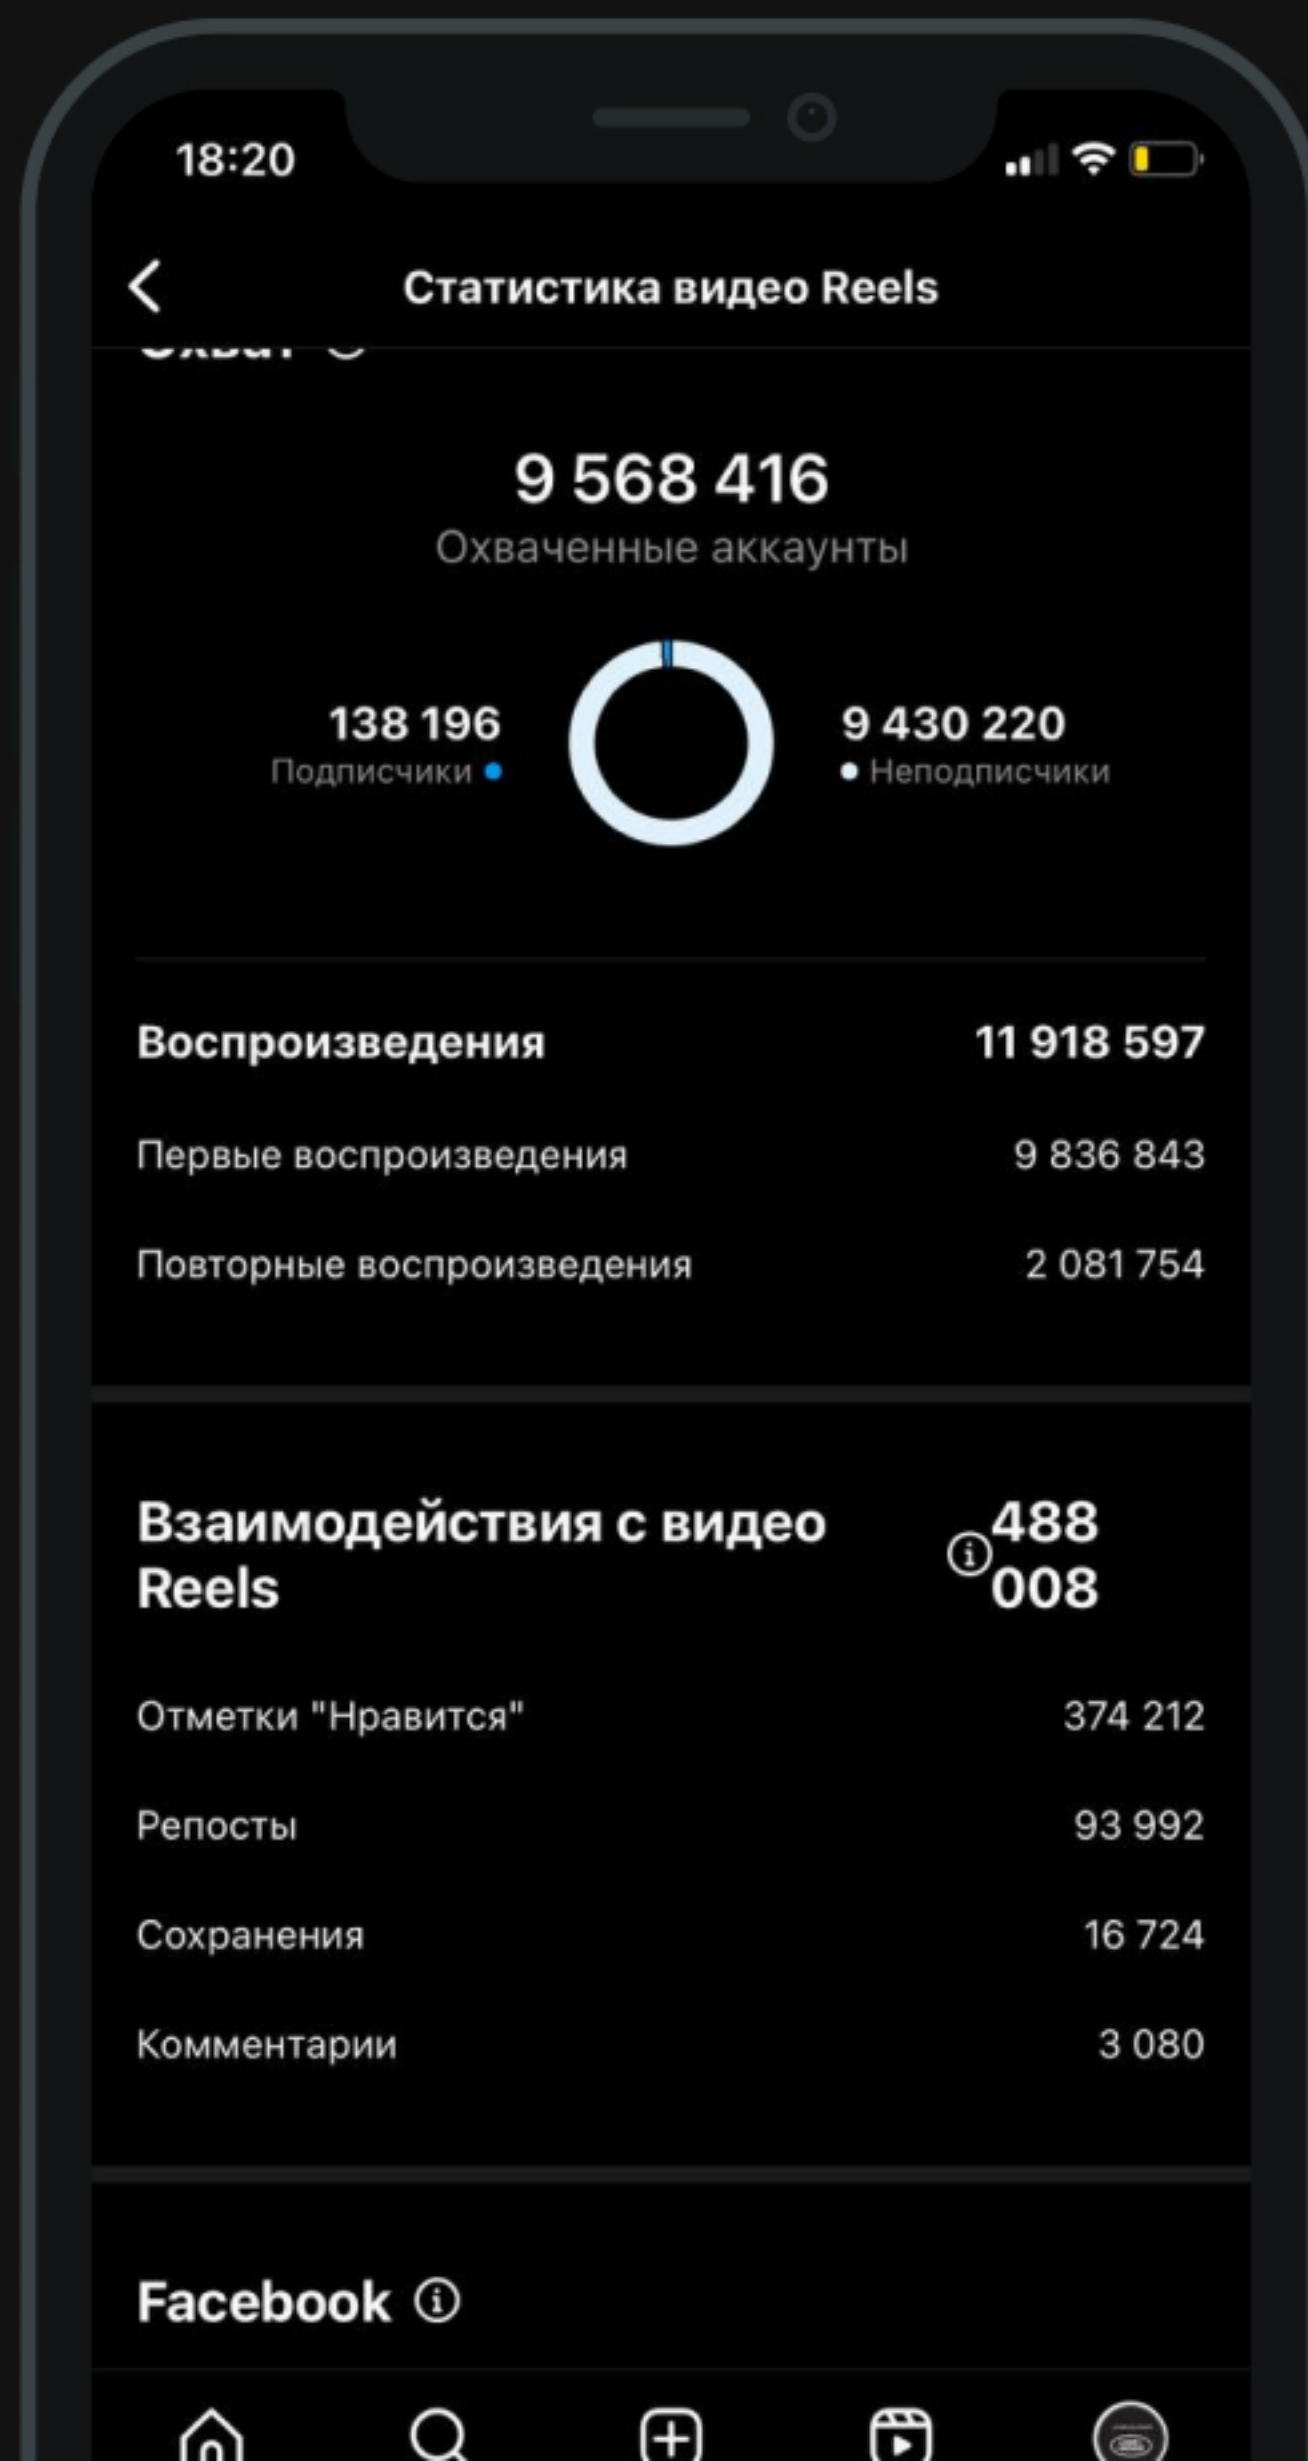 18:20
Статистика видео Reels
Охват
9 568 416
Охваченные аккаунты
138 196
Подписчики
9 430 220
Неподписчики
Воспроизведения 11 918 597
Первые воспроизведения 9 836 843
Повторные воспроизведения 2 081 754
Взаимодействия с видео 488
Reels 008
Отметки "Нравится" 374 212
Репосты 93 992
Сохранения 16 724
Комментарии 3 080
Facebook